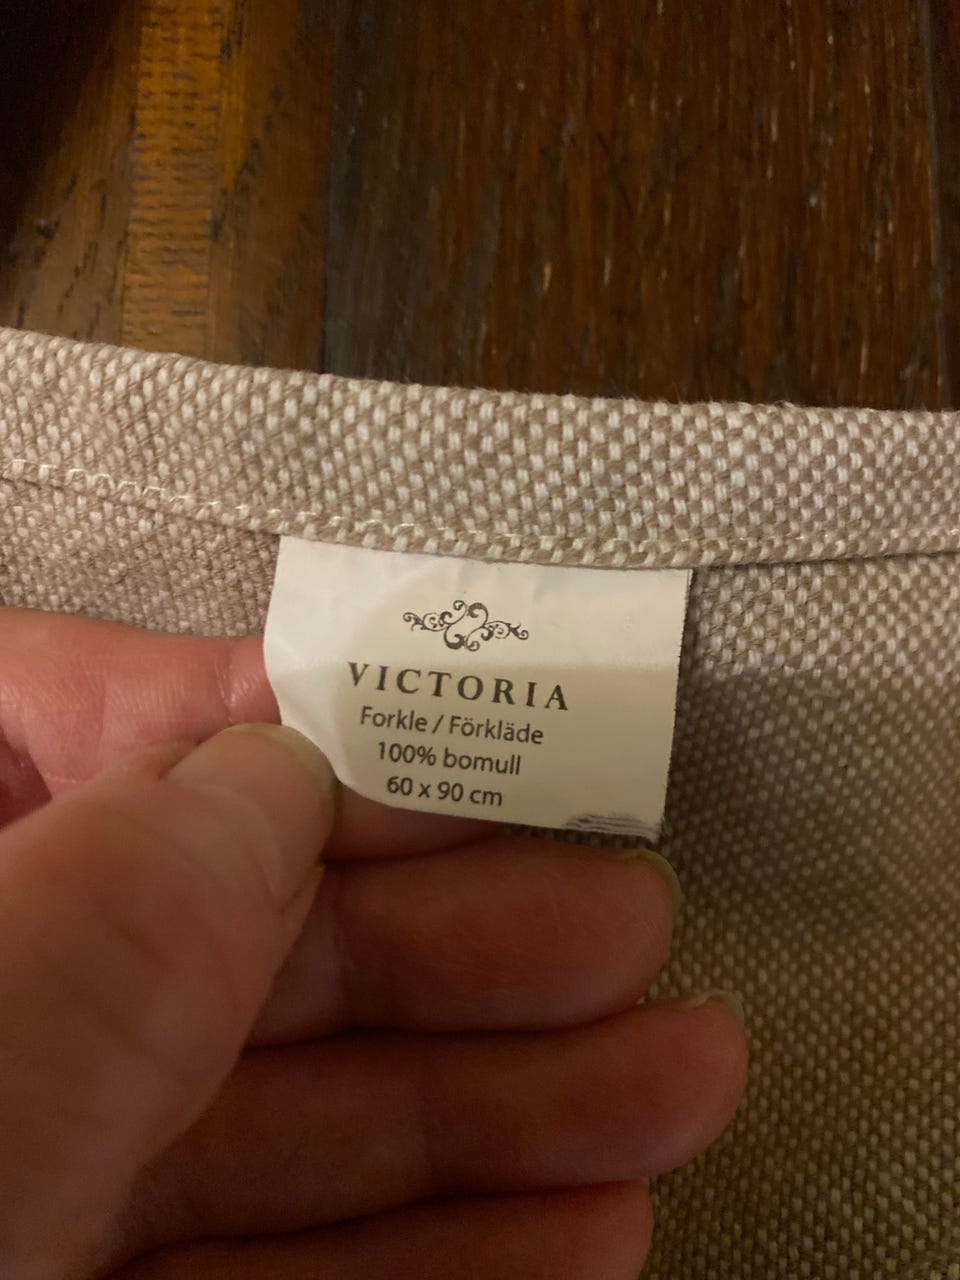 VICTORIA
Forkle / Förkläde
100% bomull
60 x 90 cm